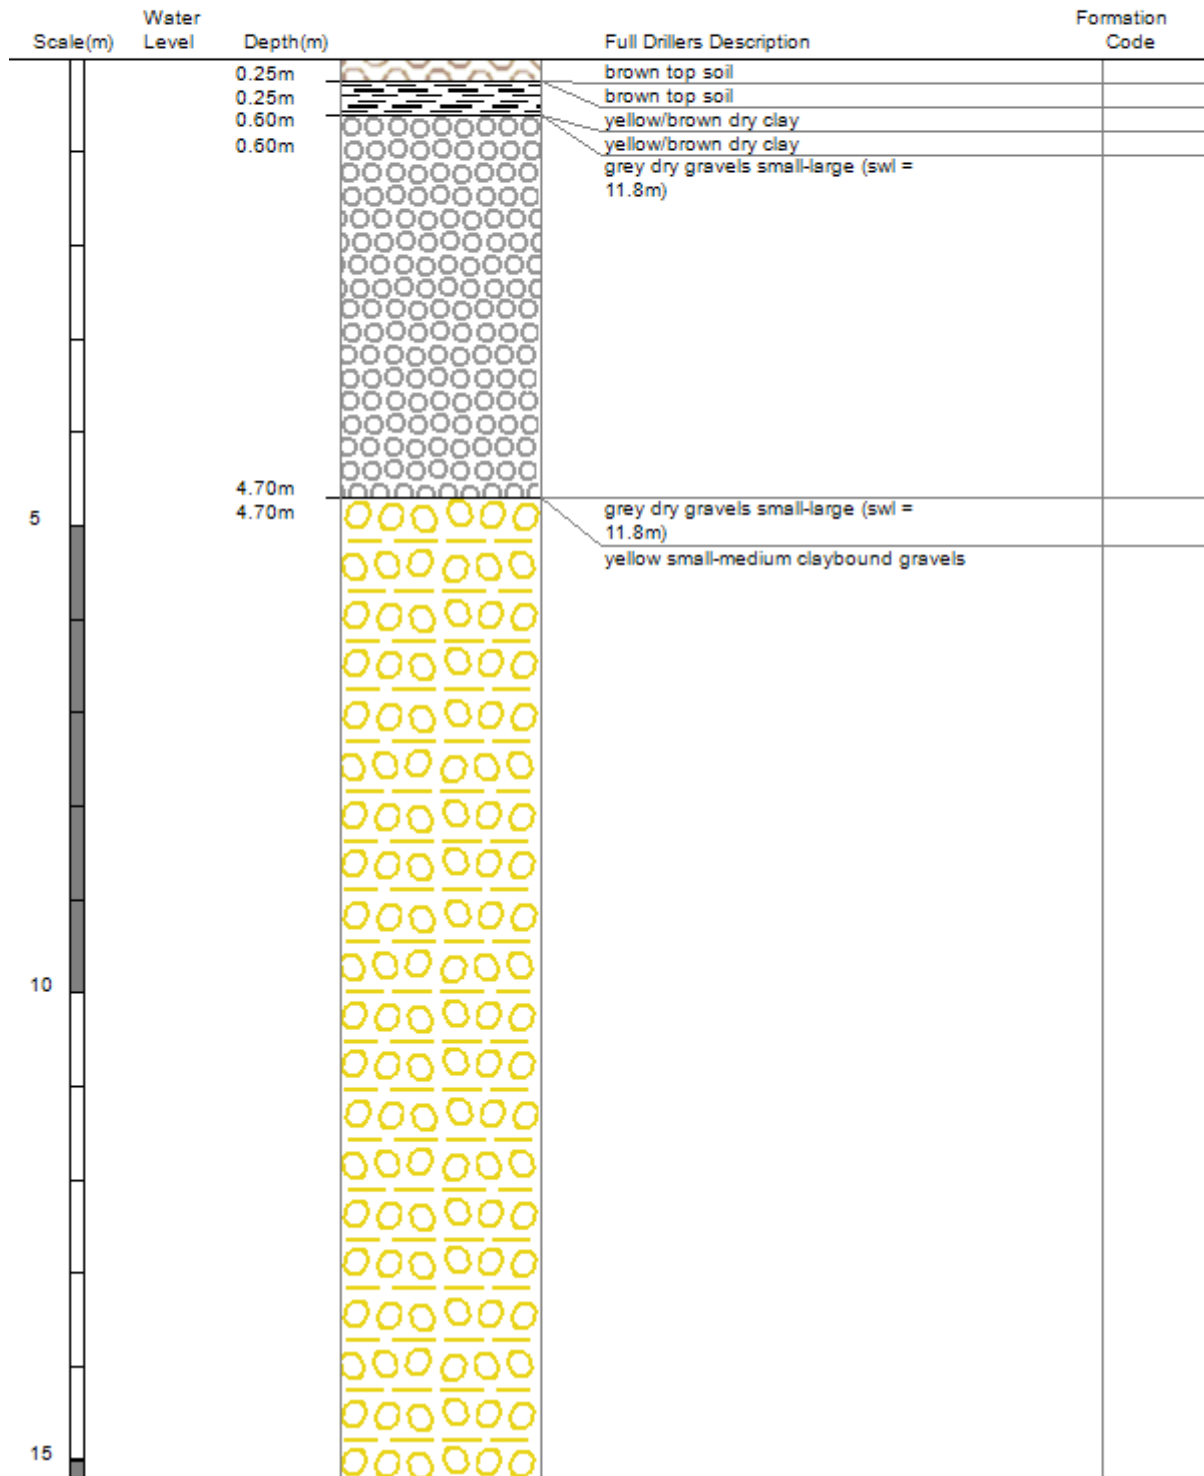 Water
Formation
Scale(m) Level Depth(m) Full Drillers Description Code
0.25m brown top soil
0.25m brown top soil
0.60m yellow/brown dry clay
0.60m yellow/brown dry clay
grey dry gravels small-large (swl =
11.8m)
4.70m
4.70m grey dry gravels small-large (swl =
5
11.8m)
yellow small-medium claybound gravels
10
15